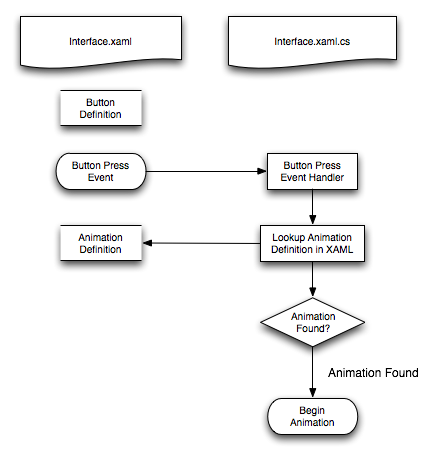 Interface.xaml
Interface.xaml.cs
Button
Definition
Button Press
Event
Button Press
Event Handler
Animation
Definition
Lookup Animation
Definition in XAML
Animation
Found?
Animation Found
Begin
Animation